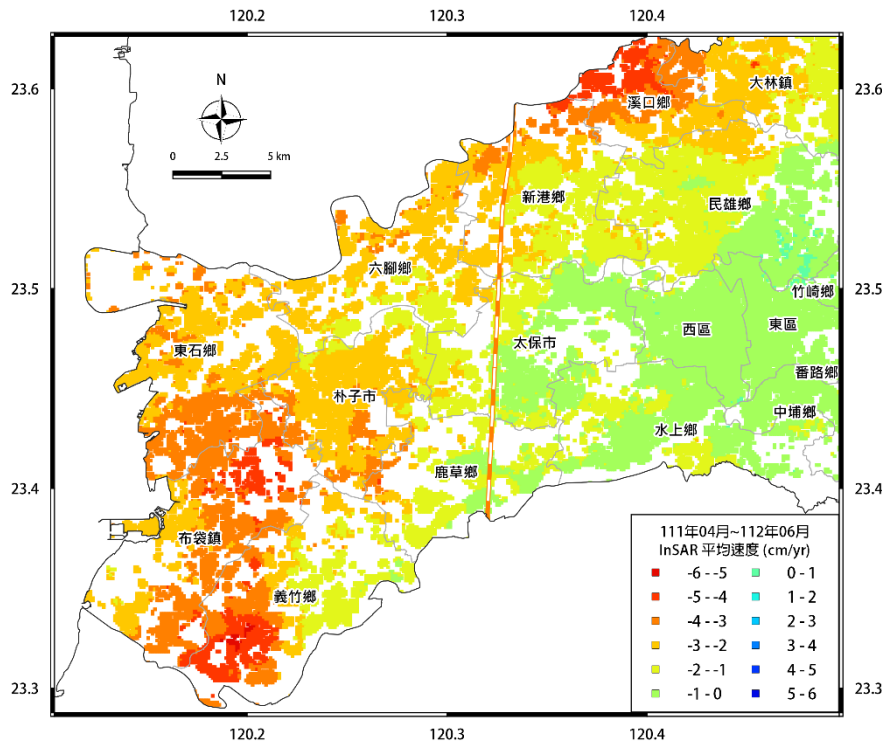 120.2 120.3 120.4
23.6
23.5
23.4
23.3
23.6
23.5
23.4
23.3
N
0 2.5 5 km
大林鎮
溪口鄉
新港鄉
民雄鄉
六腳鄉
竹崎鄉
東石鄉
太保市
西區
東區
番路鄉
朴子市
中埔鄉
水上鄉
鹿草鄉
布袋鎮
義竹鄉
111年04月~112年06月
InSAR 平均速度 (cm/yr)
-6 - -5 0 - 1
-5 - -4 1 - 2
-4 - -3 2 - 3
-3 - -2 3 - 4
-2 - -1 4 - 5
-1 - 0 5 - 6
120.2 120.3 120.4